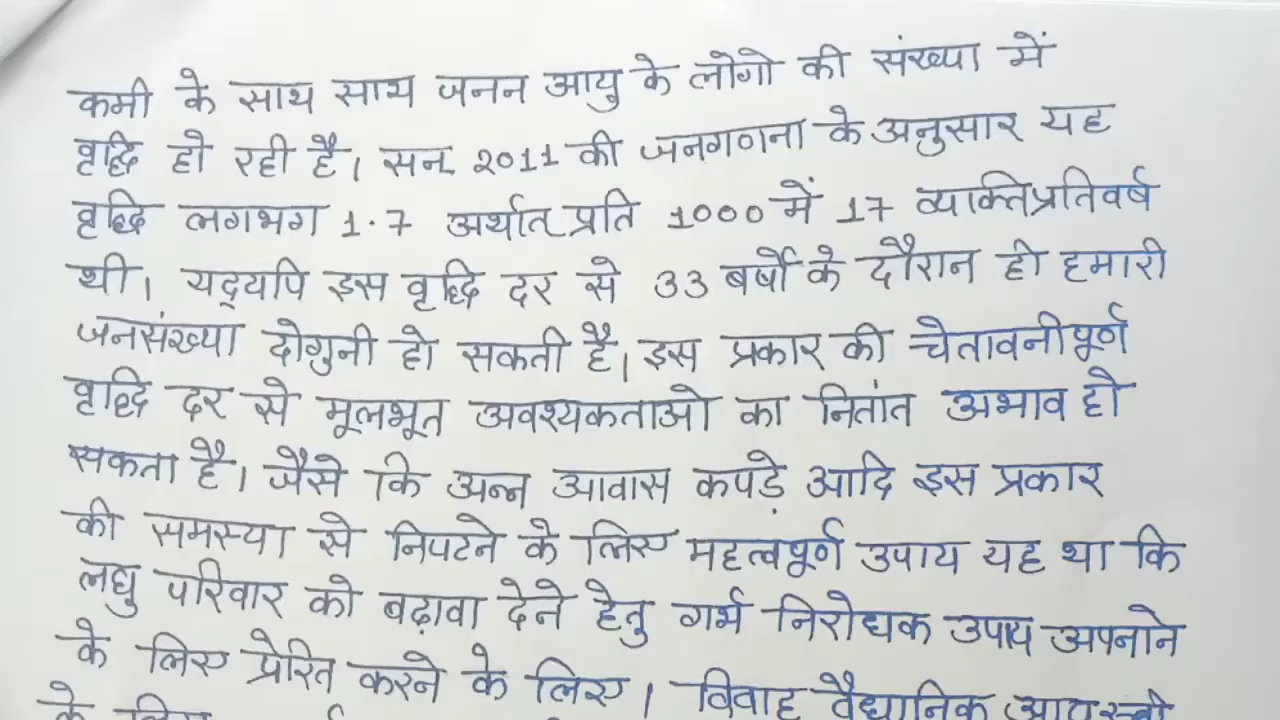 कमी के साथ साथ जनन आयु के लोगो की संख्या में
वृद्धि हो रही है। सन् 2011 की जनगणना के अनुसार यह
वृद्धि लगभग 1.7 अर्थात् प्रति 1000 में 17 व्यक्ति प्रतिवर्ष
थी। यद्यपि इस वृद्धि दर से 33 बर्षों के दौरान ही हमारी
जनसंख्या दोगुनी हो सकती है। इस प्रकार की चेतावनीपूर्ण
वृद्धि दर से मूलभूत अवश्यकताओ का नितांत अभाव हो
सकता है। जैसे कि अन्न आवास कपड़े आदि इस प्रकार
की समस्या से निपटने के लिए महत्वपूर्ण उपाय यह था कि
लघु परिवार को बढ़ावा देने हेतु गर्भ निरोधक उपाय अपनाने
के लिए प्रेरित करने के लिए। विवाह वैधानिक आयु स्त्री
के लिए